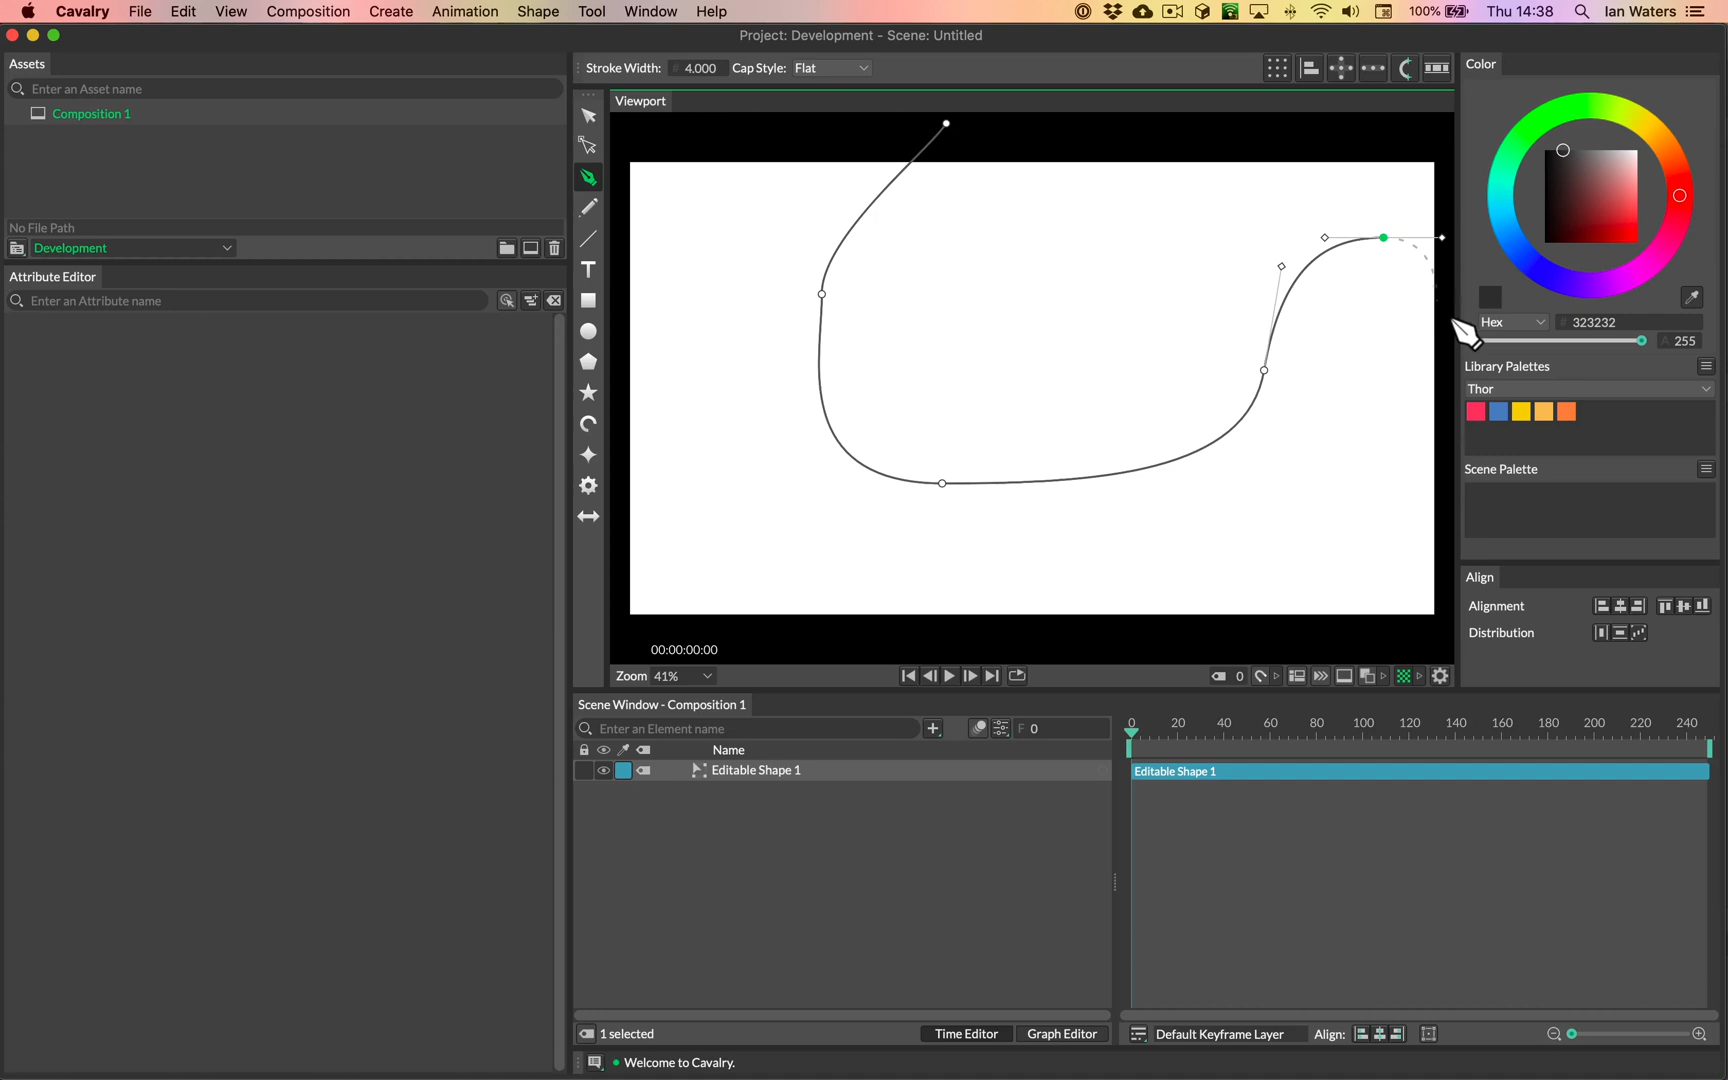 Cavalry File Edit View Composition Create Animation Shape Tool Window Help 100% Thu 14:38 Ian Waters
Project: Development - Scene: Untitled
Assets
Enter an Asset name
Composition 1
No File Path
Development
Attribute Editor
Enter an Attribute name
Stroke Width: # 4.000 Cap Style: Flat
Viewport
00:00:00:00
Zoom 41%
0
Color
Hex # 323232
A 255
Library Palettes
Thor
Scene Palette
Align
Alignment
Distribution
Scene Window - Composition 1
Enter an Element name F 0
Name
Editable Shape 1
0 20 40 60 80 100 120 140 160 180 200 220 240
Editable Shape 1
1 selected Time Editor Graph Editor
Default Keyframe Layer Align:
Welcome to Cavalry.